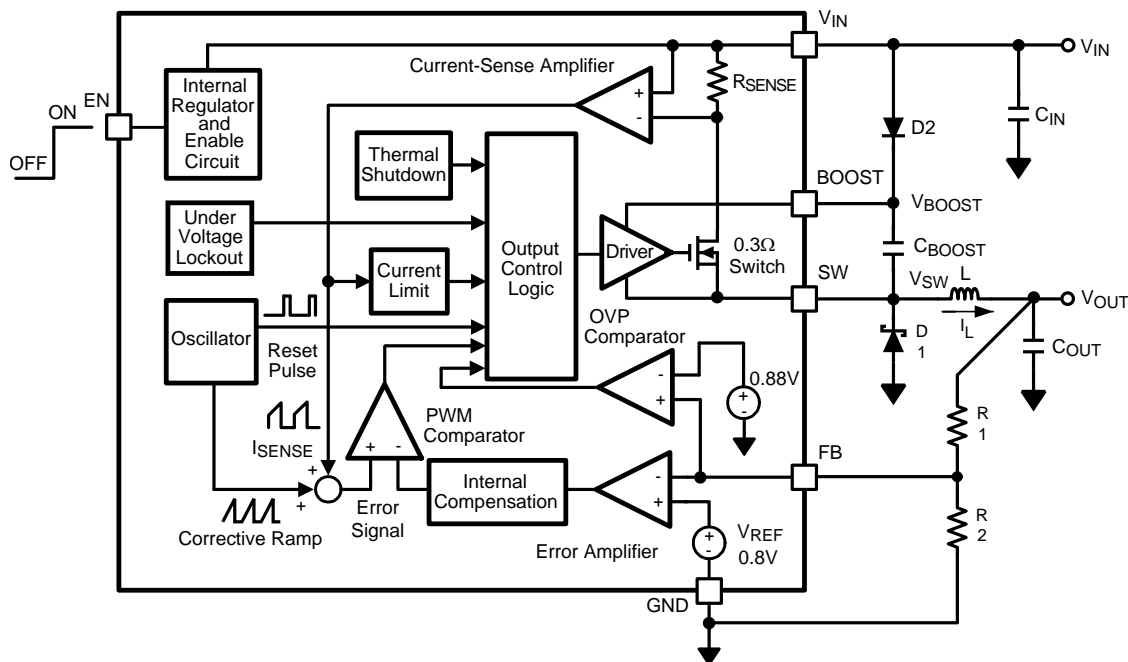 VIN
VIN
Current-Sense Amplifier
RSENSE
+
-
Internal
Regulator
and
Enable
Circuit
EN
ON
OFF
D2
CIN
Thermal
Shutdown
BOOST
VBOOST
Under
Voltage
Lockout
Output
Control
Logic
Driver
0.3Ω
Switch
CBOOST
Current
Limit
SW
VSW
L
IL
VOUT
Oscillator
Reset
Pulse
OVP
Comparator
D
1
COUT
-
+
+
-
0.88V
PWM
Comparator
R
1
ISENSE
+
+
+
-
Internal
Compensation
-
+
FB
Error
Signal
Corrective Ramp
Error Amplifier
+
-
VREF
0.8V
R
2
GND